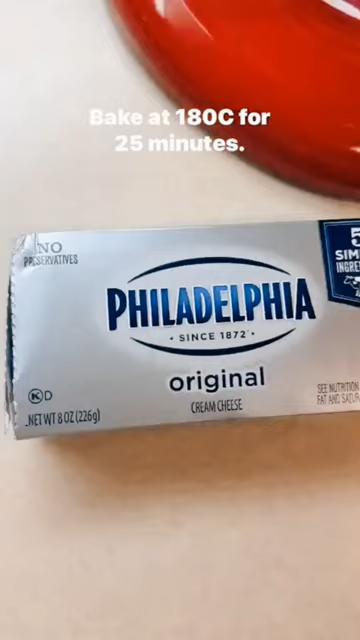 Bake at 180C for
25 minutes.
NO
PRESERVATIVES
5
SIM
INGRE
PHILADELPHIA
• SINCE 1872 •
original
CREAM CHEESE
K D
NET WT 8 OZ (226g)
SEE NUTRITION
FAT AND SATUR